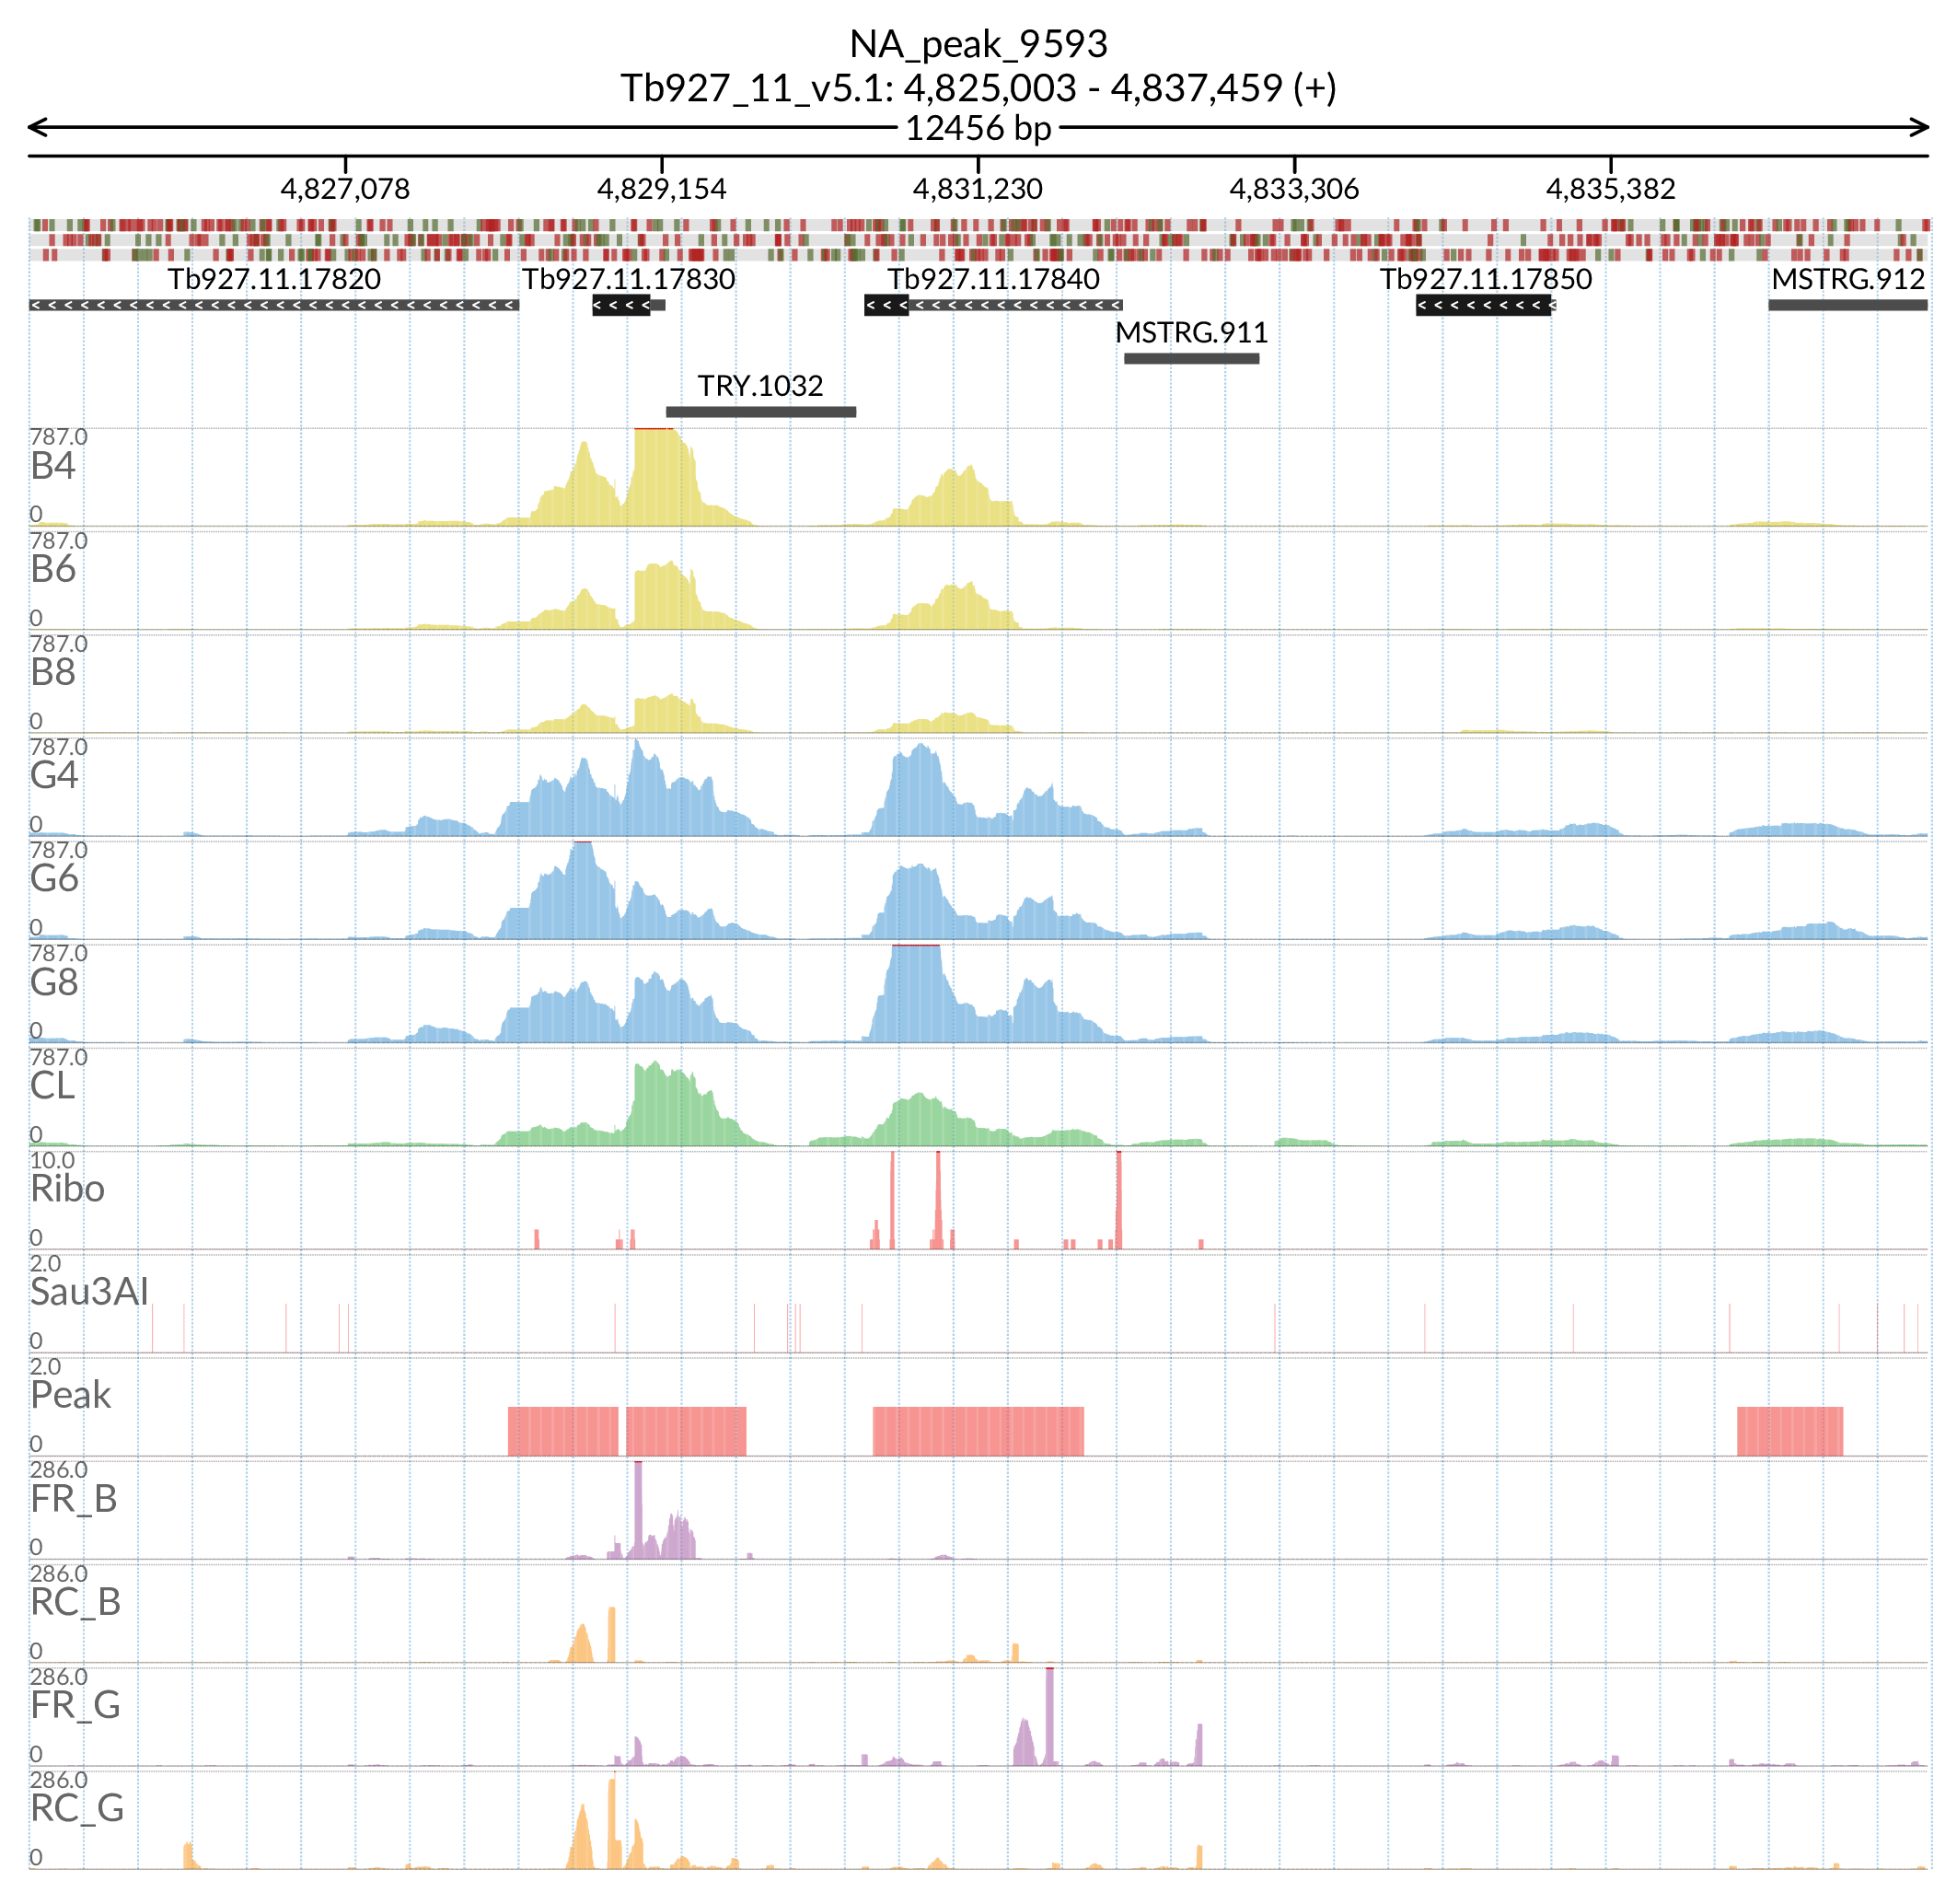 NA_peak_9593
Tb927_11_v5.1: 4,825,003 - 4,837,459 (+)
12456 bp
4,827,078 4,829,154 4,831,230 4,833,306 4,835,382
Tb927.11.17820 Tb927.11.17830 Tb927.11.17840 Tb927.11.17850 MSTRG.912
MSTRG.911
TRY.1032
787.0
B4
0
787.0
B6
0
787.0
B8
0
787.0
G4
0
787.0
G6
0
787.0
G8
0
787.0
CL
0
10.0
Ribo
0
2.0
Sau3AI
0
2.0
Peak
0
286.0
FR_B
0
286.0
RC_B
0
286.0
FR_G
0
286.0
RC_G
0